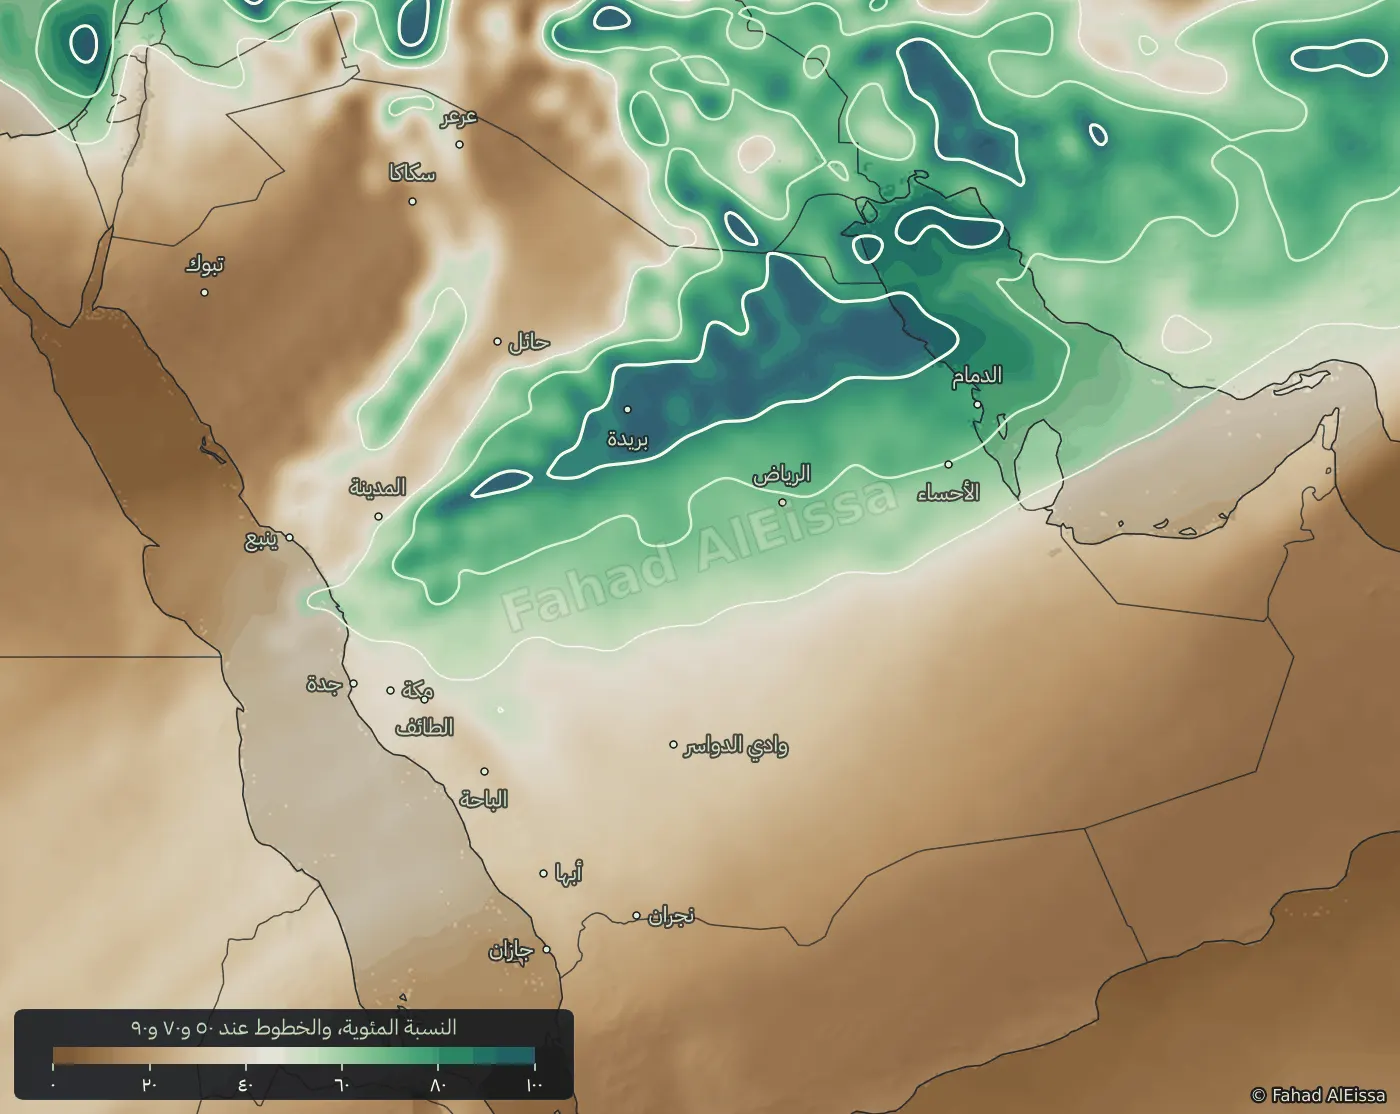 عرعر
سكاكا
تبوك
حائل
الدمام
بريدة
الرياض
المدينة
الأحساء
ينبع
Fahad AlEissa
جدة
مكة
الطائف
وادي الدواسر
الباحة
أبها
نجران
جازان
النسبة المئوية، والخطوط عند ٥٠ و٧٠ و٩٠
٠ ٢٠ ٤٠ ٦٠ ٨٠ ١٠٠
© Fahad AlEissa